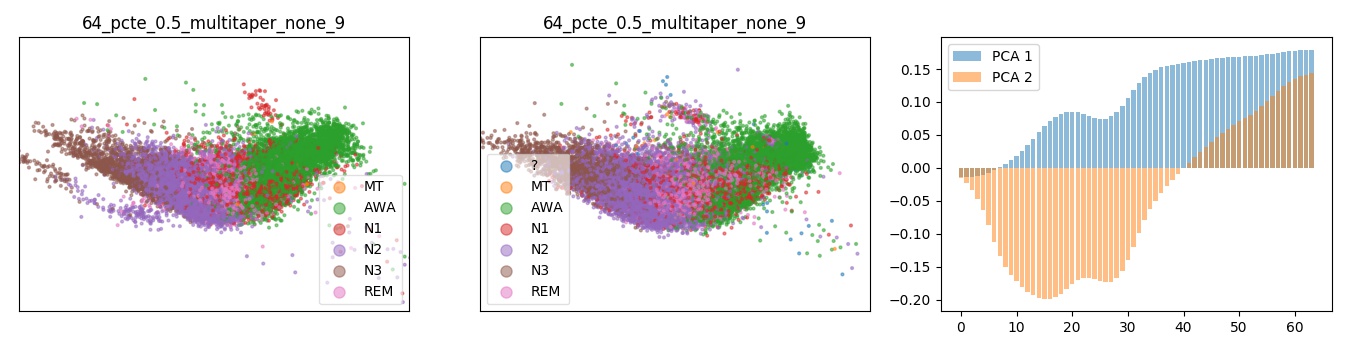 64_pcte_0.5_multitaper_none_9
MT
AWA
N1
N2
N3
REM
64_pcte_0.5_multitaper_none_9
?
MT
AWA
N1
N2
N3
REM
PCA 1
PCA 2
0.15
0.10
0.05
0.00
−0.05
−0.10
−0.15
−0.20
0 10 20 30 40 50 60